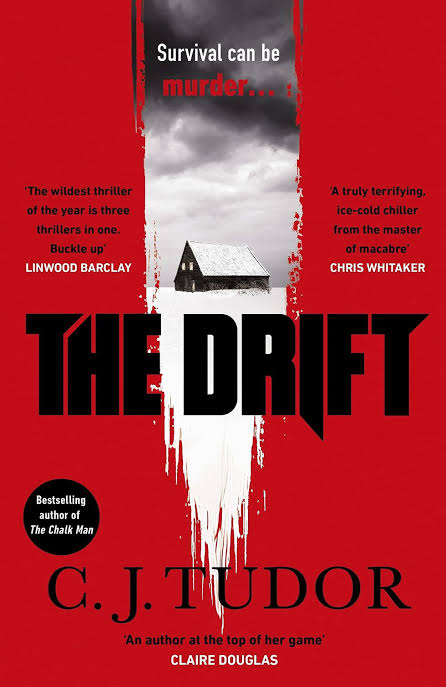 Survival can be
murder...
'The wildest thriller
of the year is three
thrillers in one.
Buckle up'
LINWOOD BARCLAY
'A truly terrifying,
ice-cold chiller
from the master
of macabre'
CHRIS WHITAKER
THE DRIFT
Bestselling
author of
The Chalk Man
C. J. TUDOR
'An author at the top of her game'
CLAIRE DOUGLAS